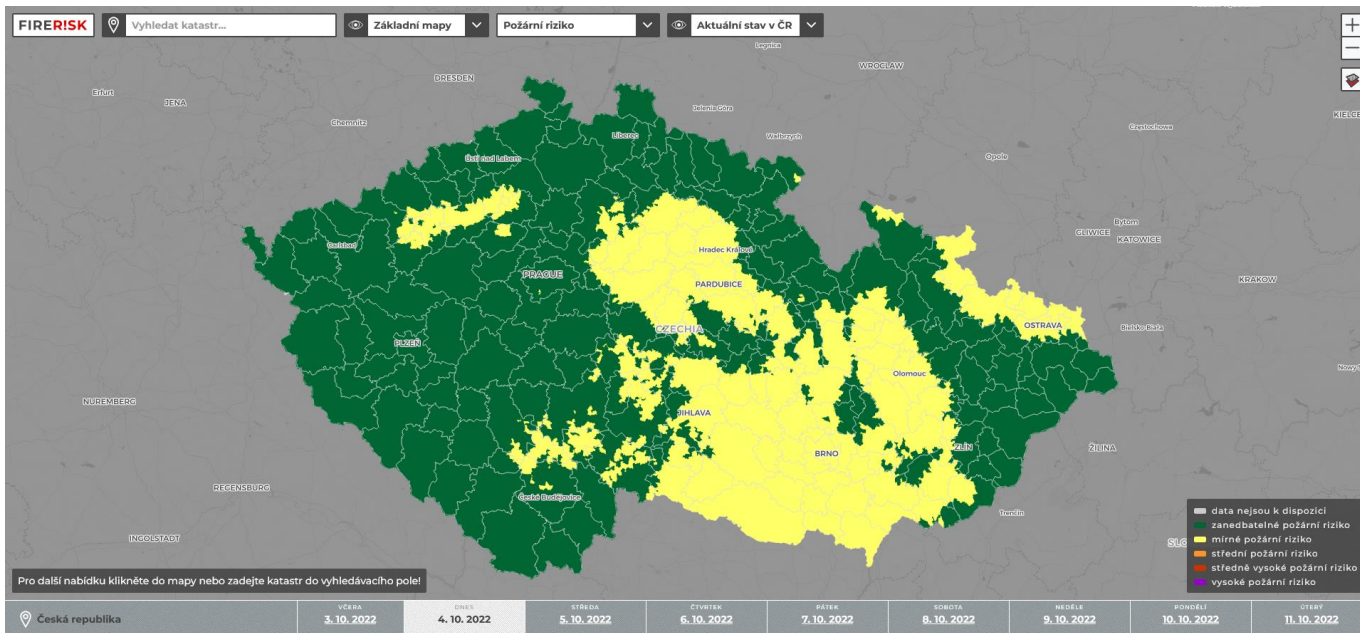 FIRER!SK
Vyhledat katastr...
Základní mapy
Požární riziko
Aktuální stav v ČR
+
−
Legnica
WROCLAW
DRESDEN
Erfurt
JENA
Jelenia Góra
KIELCE
Chemnitz
Częstochowa
Liberec
Wałbrzych
Ústí nad Labem
Opole
Bytom
GLIWICE
KATOWICE
Carlsbad
Hradec Králové
PRAGUE
KRAKOW
PARDUBICE
OSTRAVA
CZECHIA
Bielsko-Biała
PLZEŇ
Olomouc
NUREMBERG
JIHLAVA
ZLÍN
ŽILINA
BRNO
REGENSBURG
České Budějovice
Trenčín
INGOLSTADT
data nejsou k dispozici
zanedbatelné požární riziko
mírné požární riziko
střední požární riziko
středně vysoké požární riziko
vysoké požární riziko
Pro další nabídku klikněte do mapy nebo zadejte katastr do vyhledávacího pole!
Česká republika
VČERA
3. 10. 2022
DNES
4. 10. 2022
STŘEDA
5. 10. 2022
ČTVRTEK
6. 10. 2022
PÁTEK
7. 10. 2022
SOBOTA
8. 10. 2022
NEDĚLE
9. 10. 2022
PONDĚLÍ
10. 10. 2022
ÚTERÝ
11. 10. 2022